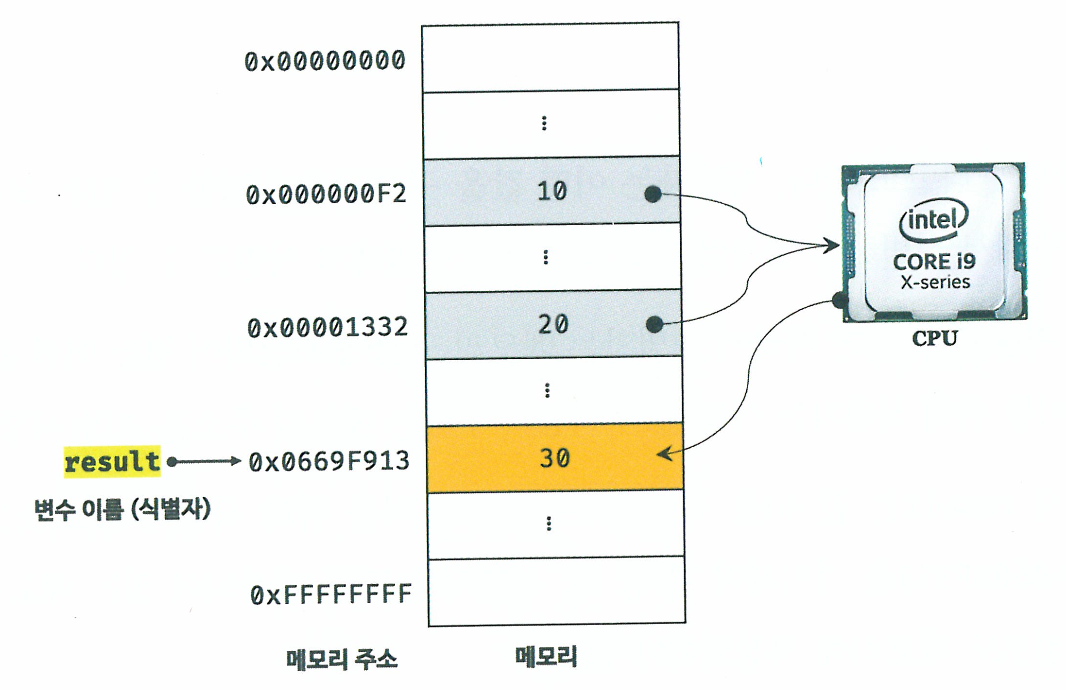 0x00000000
⋮
0x000000F2 10
⋮
0x00001332 20
⋮
result 0x0669F913 30
변수 이름 (식별자)
⋮
0xFFFFFFFF
메모리 주소 메모리
intel
CORE i9
X-series
CPU